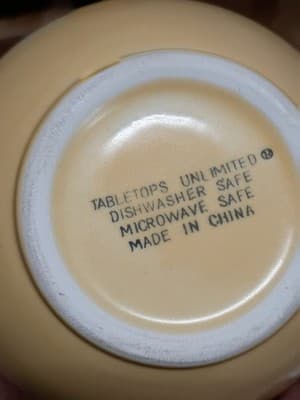 TABLETOPS UNLIMITED®
DISHWASHER SAFE
MICROWAVE SAFE
MADE IN CHINA